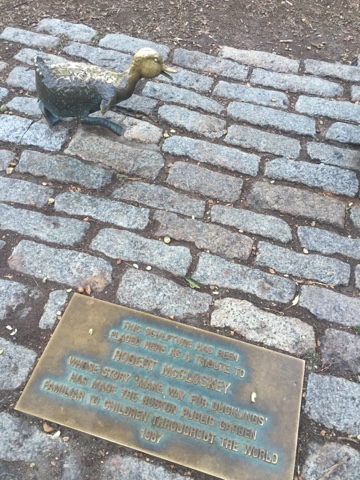 THIS SCULPTURE HAS BEEN
PLACED HERE AS A TRIBUTE TO
ROBERT McCLOSKEY
WHOSE STORY "MAKE WAY FOR DUCKLINGS"
HAS MADE THE BOSTON PUBLIC GARDEN
FAMILIAR TO CHILDREN THROUGHOUT THE WORLD
1987